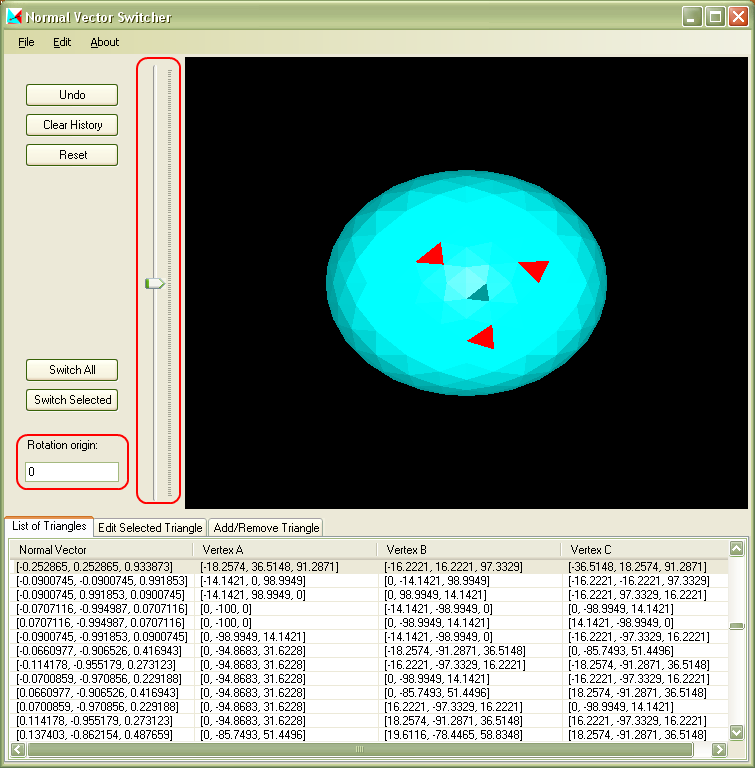 Normal Vector Switcher
File Edit About
Undo
Clear History
Reset
Switch All
Switch Selected
Rotation origin:
0
List of Triangles Edit Selected Triangle Add/Remove Triangle
Normal Vector Vertex A Vertex B Vertex C
[-0.252865, 0.252865, 0.933873] [-18.2574, 36.5148, 91.2871] [-16.2221, 16.2221, 97.3329] [-36.5148, 18.2574, 91.2871]
[-0.0900745, -0.0900745, 0.991853] [-14.1421, 0, 98.9949] [0, -14.1421, 98.9949] [-16.2221, -16.2221, 97.3329]
[-0.0900745, 0.991853, 0.0900745] [-14.1421, 98.9949, 0] [0, 98.9949, 14.1421] [-16.2221, 97.3329, 16.2221]
[-0.0707116, -0.994987, 0.0707116] [0, -100, 0] [-14.1421, -98.9949, 0] [0, -98.9949, 14.1421]
[0.0707116, -0.994987, 0.0707116] [0, -100, 0] [0, -98.9949, 14.1421] [14.1421, -98.9949, 0]
[-0.0900745, -0.991853, 0.0900745] [0, -98.9949, 14.1421] [-14.1421, -98.9949, 0] [-16.2221, -97.3329, 16.2221]
[-0.0660977, -0.906526, 0.416943] [0, -94.8683, 31.6228] [-18.2574, -91.2871, 36.5148] [0, -85.7493, 51.4496]
[-0.114178, -0.955179, 0.273123] [0, -94.8683, 31.6228] [-16.2221, -97.3329, 16.2221] [-18.2574, -91.2871, 36.5148]
[-0.0700859, -0.970856, 0.229188] [0, -94.8683, 31.6228] [0, -98.9949, 14.1421] [-16.2221, -97.3329, 16.2221]
[0.0660977, -0.906526, 0.416943] [0, -94.8683, 31.6228] [0, -85.7493, 51.4496] [18.2574, -91.2871, 36.5148]
[0.0700859, -0.970856, 0.229188] [0, -94.8683, 31.6228] [16.2221, -97.3329, 16.2221] [0, -98.9949, 14.1421]
[0.114178, -0.955179, 0.273123] [0, -94.8683, 31.6228] [18.2574, -91.2871, 36.5148] [16.2221, -97.3329, 16.2221]
[0.137403, -0.862154, 0.487659] [0, -85.7493, 51.4496] [19.6116, -78.4465, 58.8348] [18.2574, -91.2871, 36.5148]